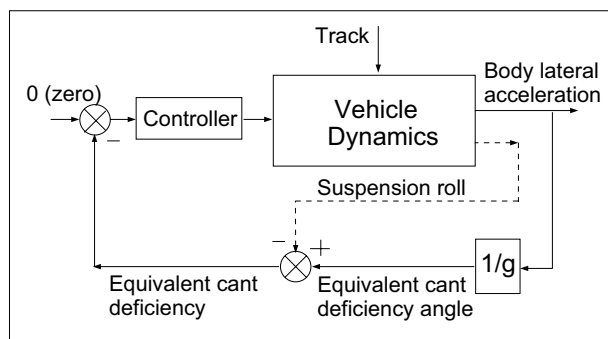 Track
Body lateral
acceleration
0 (zero)
Controller
Vehicle
Dynamics
−
Suspension roll
−
+
1/g
Equivalent cant
deficiency
Equivalent cant
deficiency angle